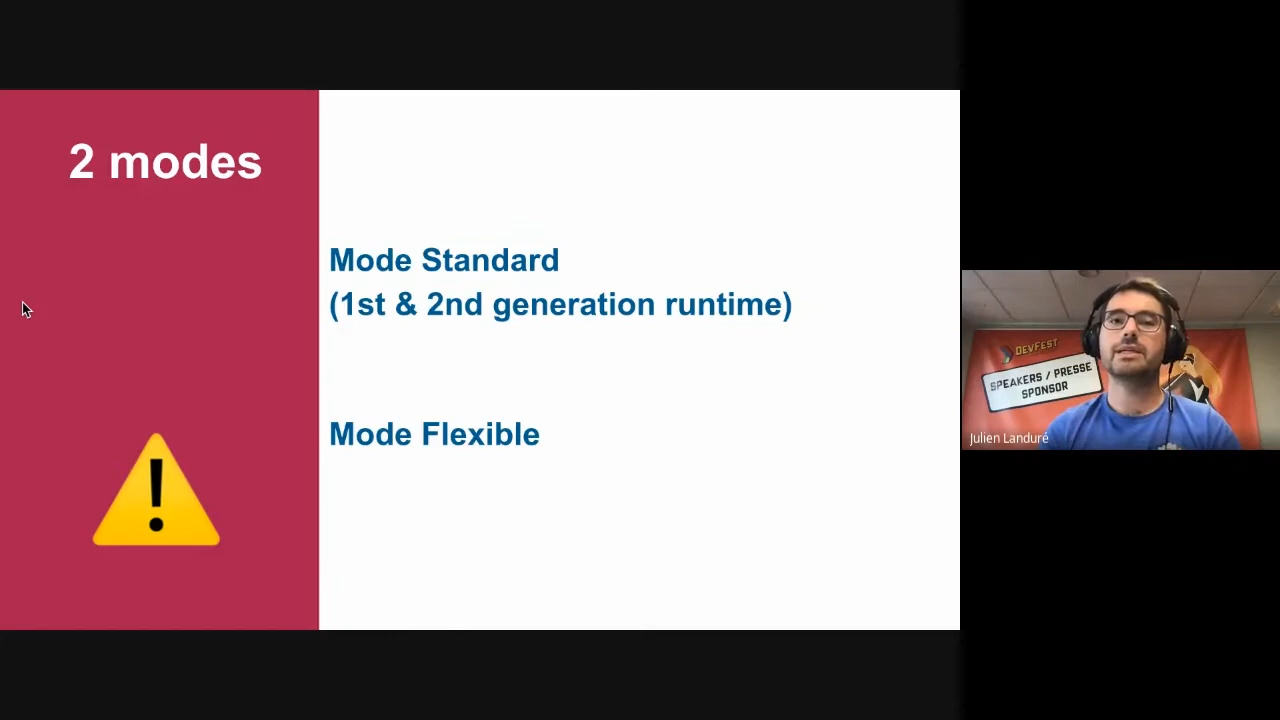 2 modes
Mode Standard
(1st & 2nd generation runtime)
Mode Flexible
DEVFEST
SPEAKERS / PRESSE
SPONSOR
Julien Landuré